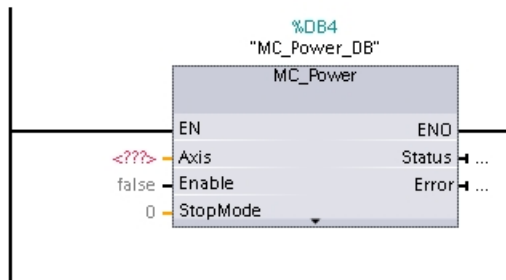 %DB4
"MC_Power_DB"
MC_Power
EN ENO
<???> Axis Status ...
false Enable Error ...
0 StopMode